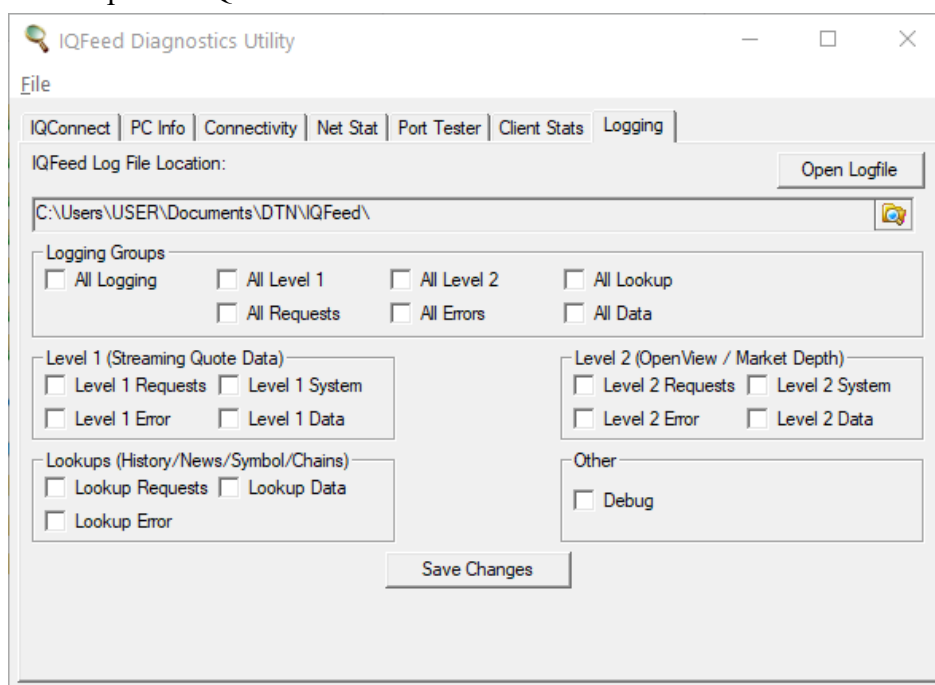 IQFeed Diagnostics Utility
File
IQConnect PC Info Connectivity Net Stat Port Tester Client Stats Logging
IQFeed Log File Location:
Open Logfile
C:\Users\USER\Documents\DTN\IQFeed\
Logging Groups
All Logging All Level 1 All Level 2 All Lookup
All Requests All Errors All Data
Level 1 (Streaming Quote Data)
Level 1 Requests Level 1 System
Level 1 Error Level 1 Data
Level 2 (OpenView / Market Depth)
Level 2 Requests Level 2 System
Level 2 Error Level 2 Data
Lookups (History/News/Symbol/Chains)
Lookup Requests Lookup Data
Lookup Error
Other
Debug
Save Changes